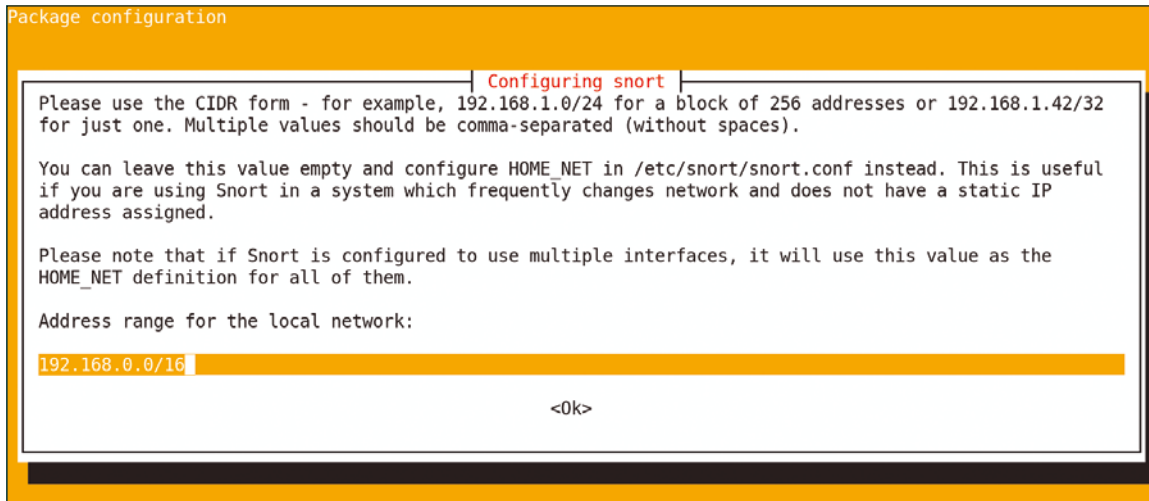 Package configuration
Configuring snort
Please use the CIDR form - for example, 192.168.1.0/24 for a block of 256 addresses or 192.168.1.42/32
for just one. Multiple values should be comma-separated (without spaces).
You can leave this value empty and configure HOME_NET in /etc/snort/snort.conf instead. This is useful
if you are using Snort in a system which frequently changes network and does not have a static IP
address assigned.
Please note that if Snort is configured to use multiple interfaces, it will use this value as the
HOME_NET definition for all of them.
Address range for the local network:
192.168.0.0/16
<Ok>